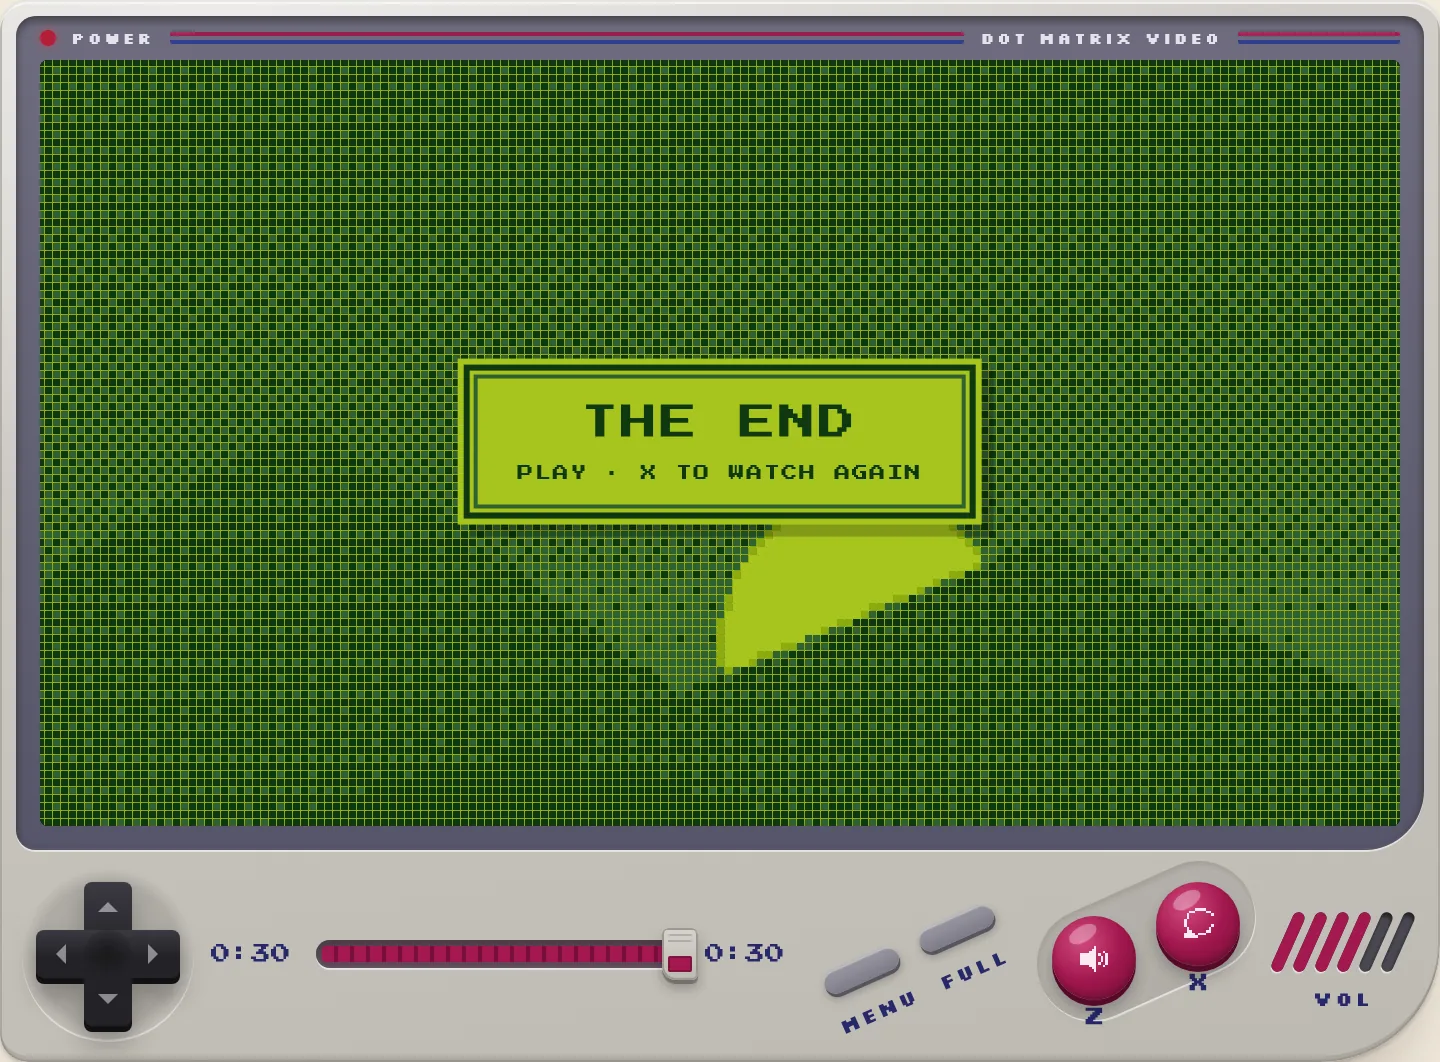 POWER
DOT MATRIX VIDEO
THE END
PLAY · X TO WATCH AGAIN
0:30
0:30
MENU
FULL
Z
X
VOL